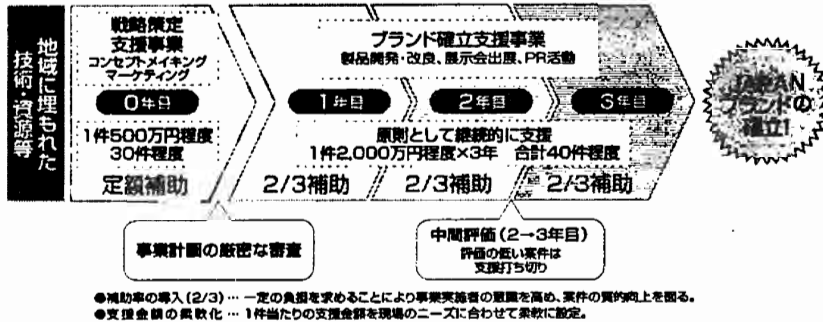 地域に埋もれた
技術・資源等
戦略策定
支援事業
コンセプトメイキング
マーケティング
0年目
1件500万円程度
30件程度
定額補助
ブランド確立支援事業
製品開発・改良、展示会出展、PR活動
1年目
2年目
3年目
原則として継続的に支援
1件2,000万円程度×3年 合計40件程度
2/3補助
2/3補助
2/3補助
JAPAN
ブランドの
確立!
事業計画の厳密な審査
中間評価(2→3年目)
評価の低い案件は
支援打ち切り
●補助率の導入(2/3)… 一定の負担を求めることにより事業実施者の意識を高め、案件の質的向上を図る。
●支援金額の柔軟化 … 1件当たりの支援金額を現場のニーズに合わせて柔軟に設定。